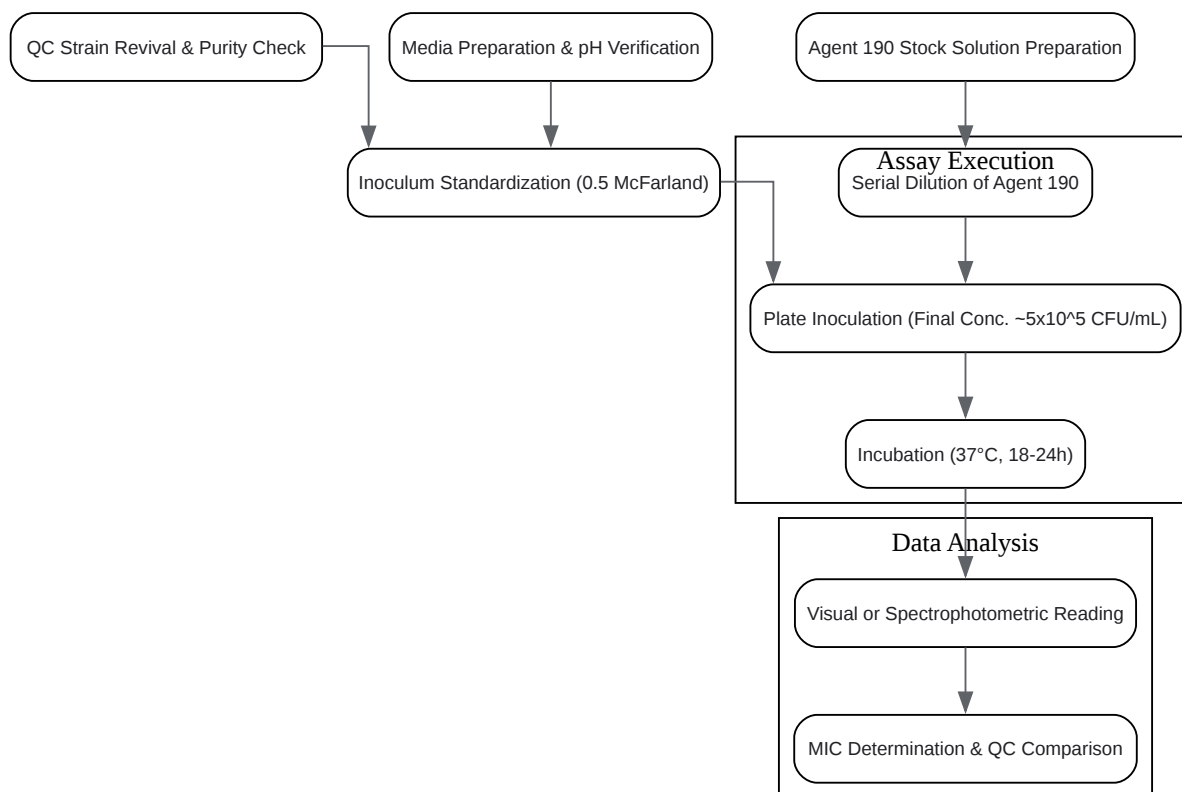 QC Strain Revival & Purity Check
Media Preparation & pH Verification
Agent 190 Stock Solution Preparation
Inoculum Standardization (0.5 McFarland)
Assay Execution
Serial Dilution of Agent 190
Plate Inoculation (Final Conc. ~5x10^5 CFU/mL)
Incubation (37°C, 18-24h)
Data Analysis
Visual or Spectrophotometric Reading
MIC Determination & QC Comparison